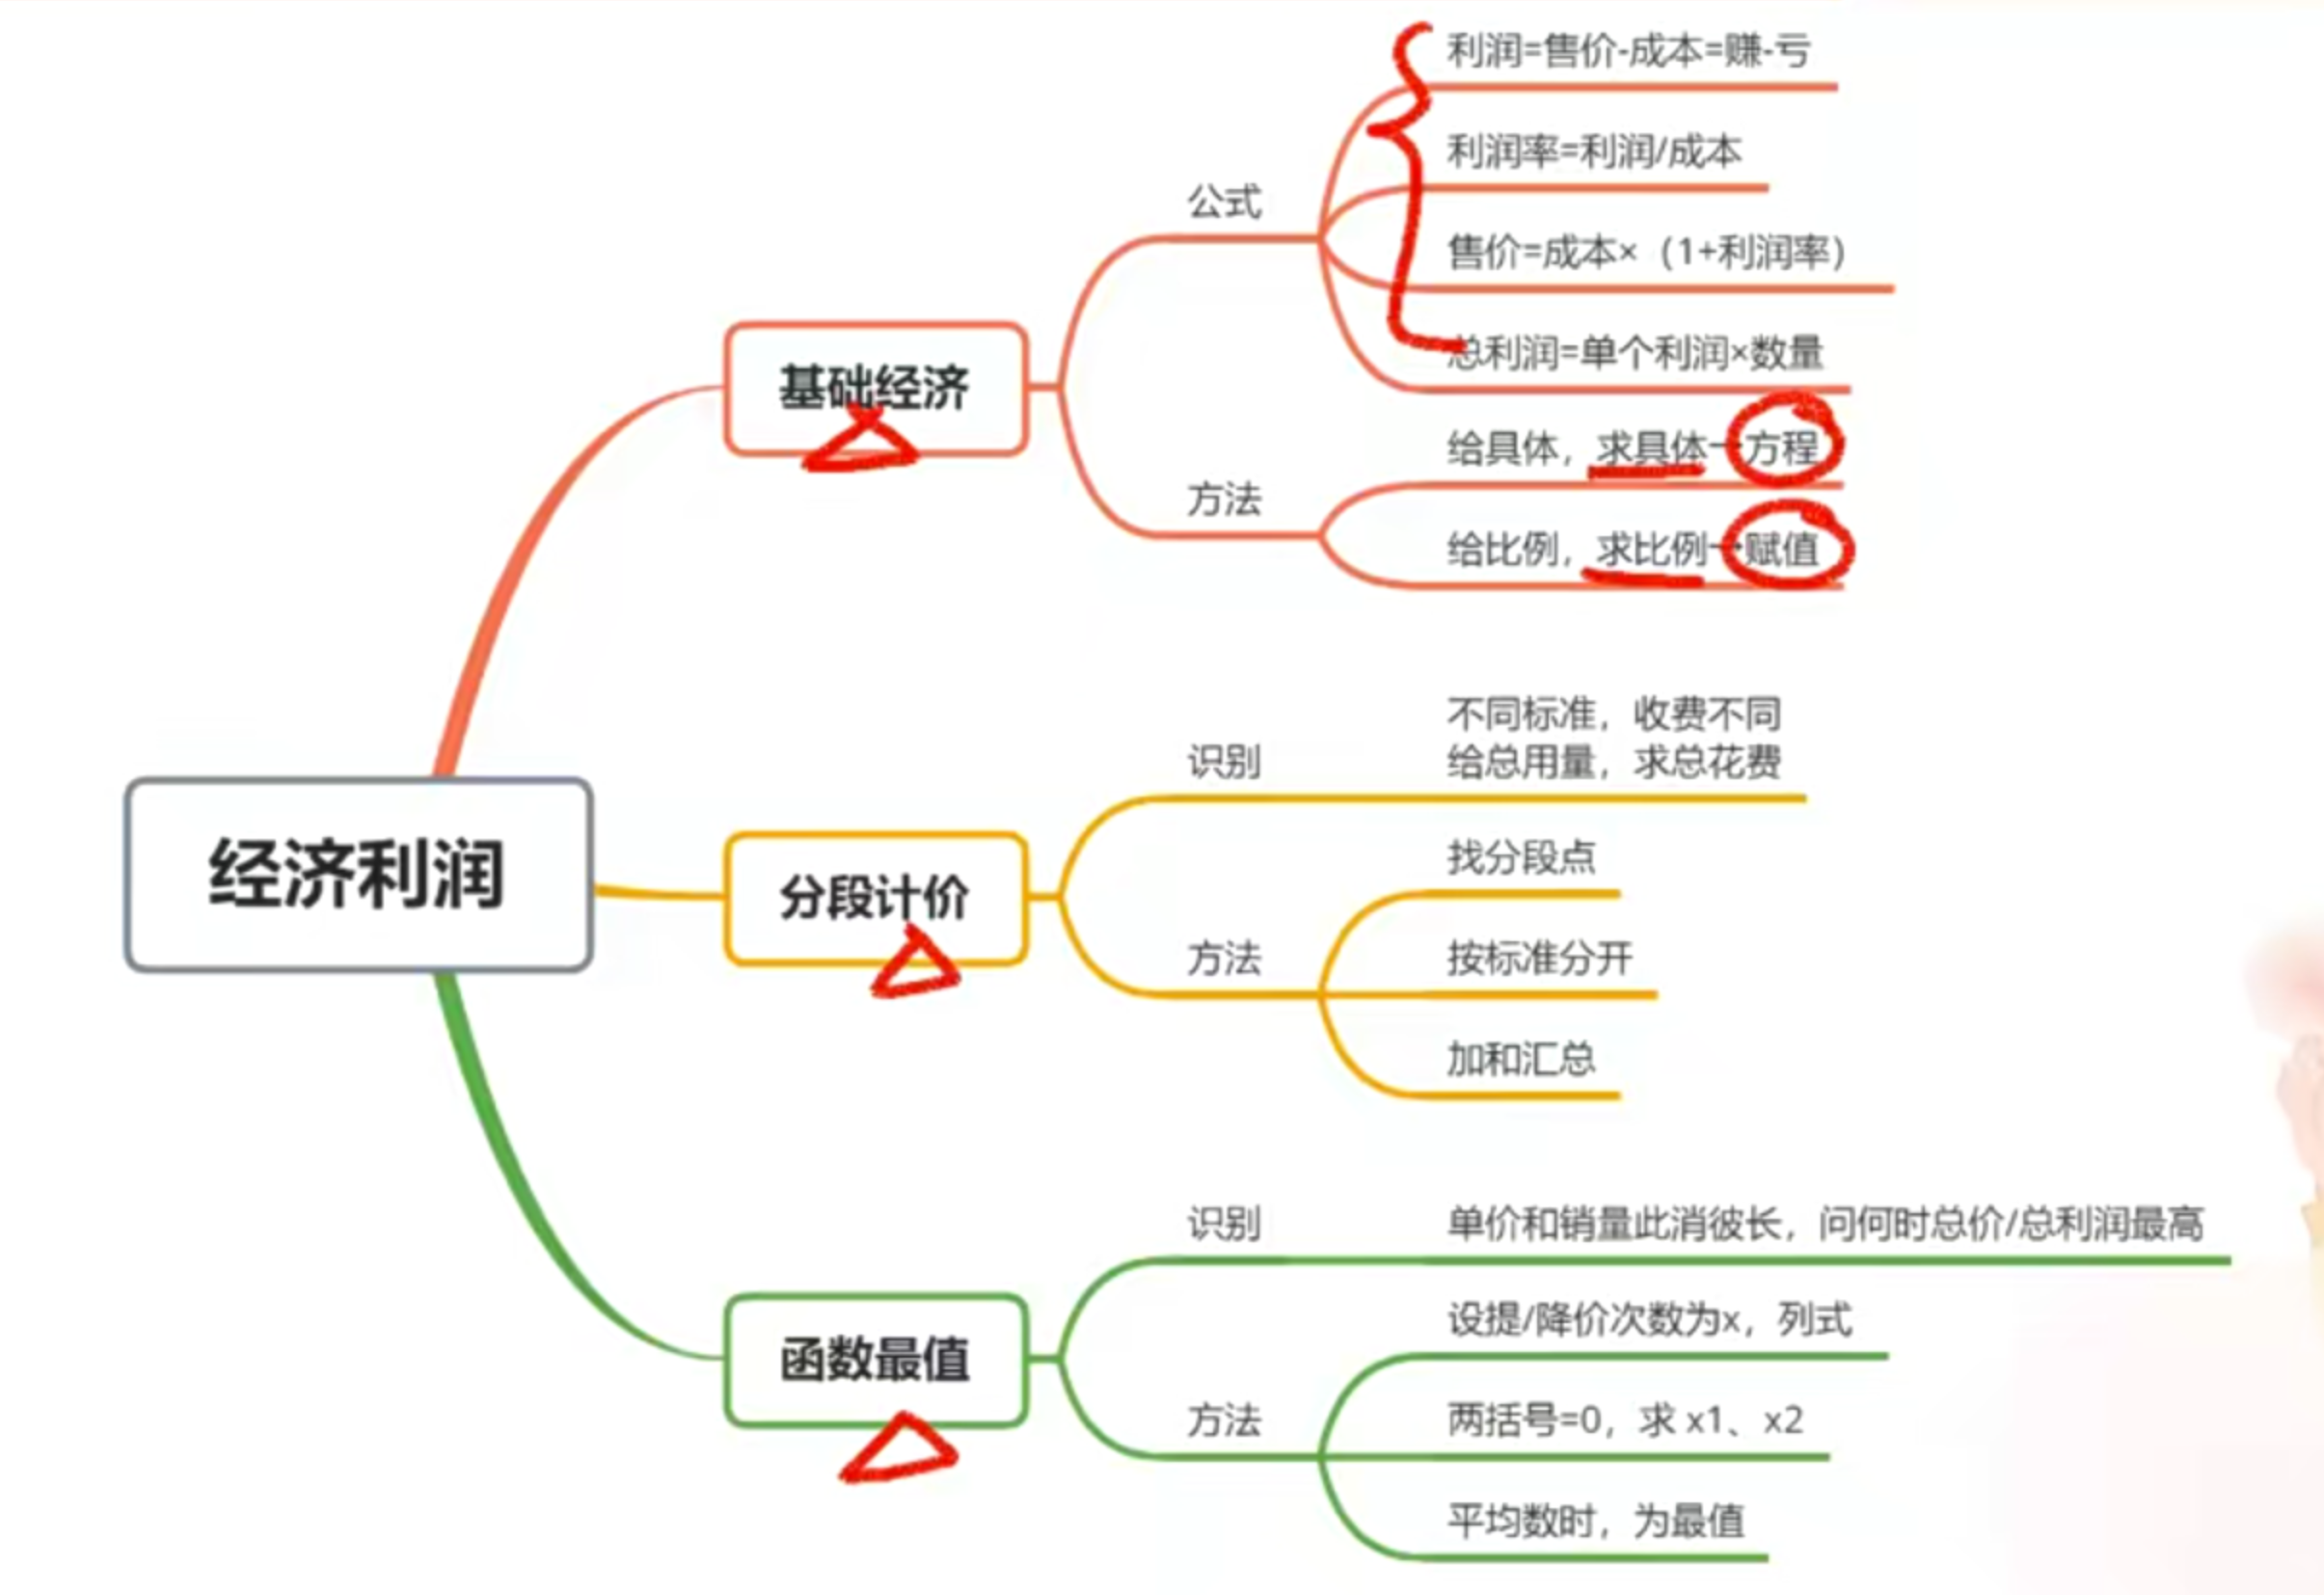 利润=售价-成本=赚-亏
利润率=利润/成本
公式
售价=成本×（1+利润率）
总利润=单个利润×数量
基础经济
给具体，求具体→方程
方法
给比例，求比例→赋值
不同标准，收费不同
识别
给总用量，求总花费
经济利润
找分段点
分段计价
方法
按标准分开
加和汇总
识别
单价和销量此消彼长，问何时总价/总利润最高
设提/降价次数为x，列式
函数最值
方法
两括号=0，求 x1、x2
平均数时，为最值